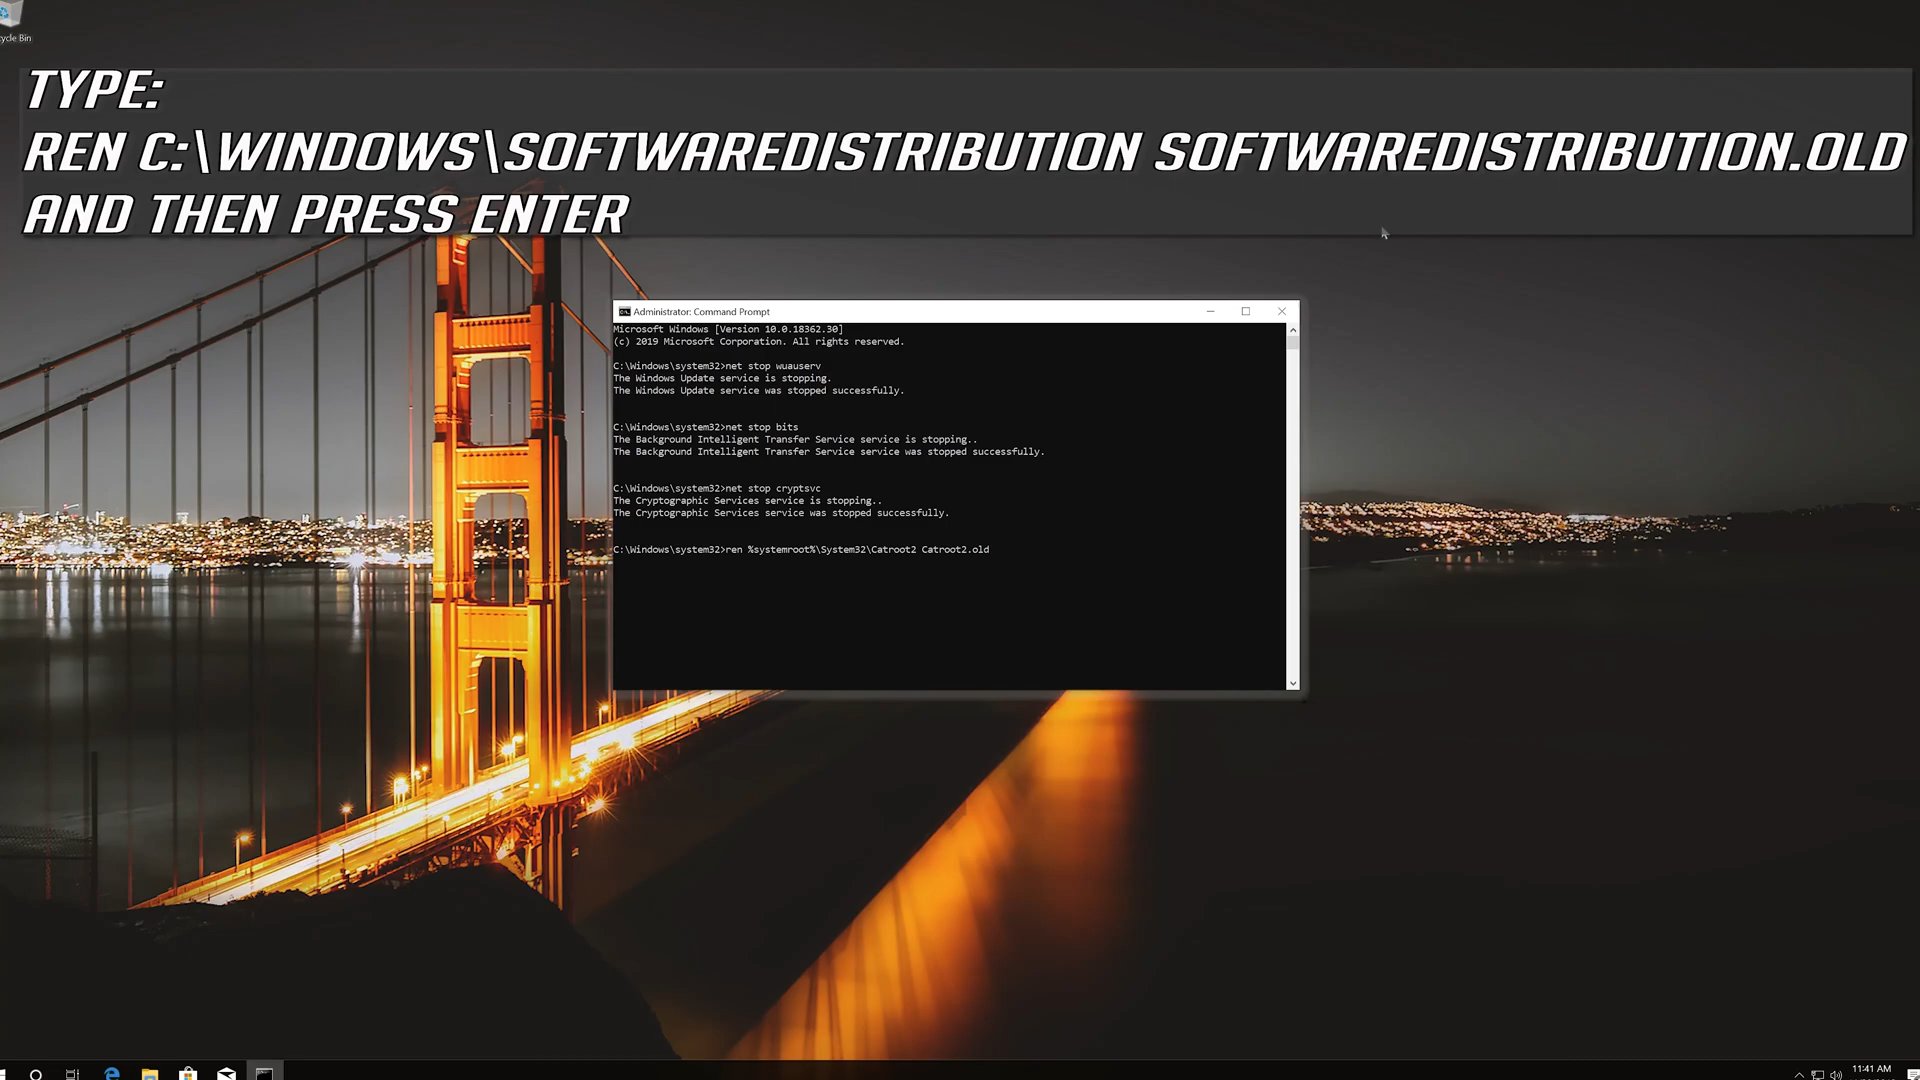 cycle Bin
TYPE:
REN C:\WINDOWS\SOFTWAREDISTRIBUTION SOFTWAREDISTRIBUTION.OLD
AND THEN PRESS ENTER
Administrator: Command Prompt
Microsoft Windows [Version 10.0.18362.30]
(c) 2019 Microsoft Corporation. All rights reserved.
C:\Windows\system32>net stop wuauserv
The Windows Update service is stopping.
The Windows Update service was stopped successfully.
C:\Windows\system32>net stop bits
The Background Intelligent Transfer Service service is stopping..
The Background Intelligent Transfer Service service was stopped successfully.
C:\Windows\system32>net stop cryptsvc
The Cryptographic Services service is stopping..
The Cryptographic Services service was stopped successfully.
C:\Windows\system32>ren %systemroot%\System32\Catroot2 Catroot2.old
11:41 AM